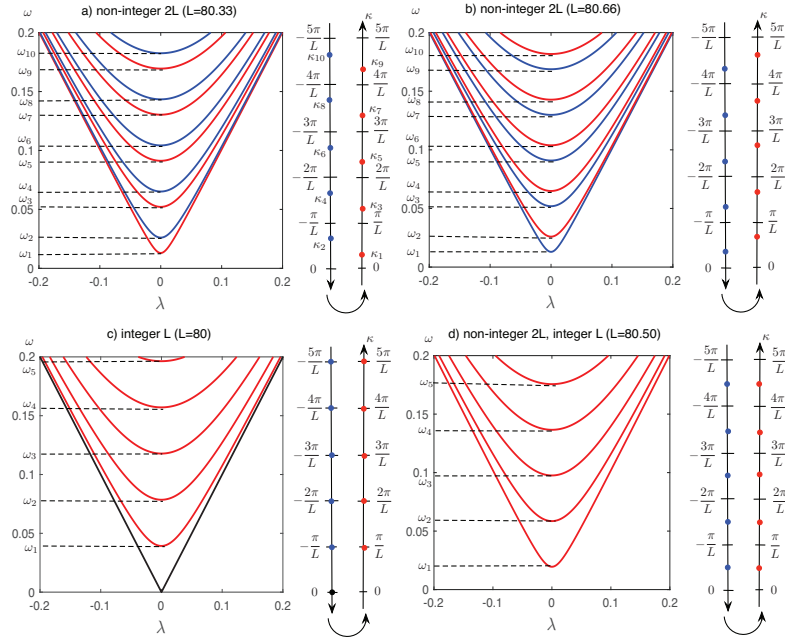 a) non-integer 2L (L=80.33)
ω
0.2
0.15
0.1
0.05
0
ω10
ω9
ω8
ω7
ω6
ω5
ω4
ω3
ω2
ω1
-0.2 -0.1 0 0.1 0.2
λ
κ
−5π/L 5π/L
κ10 κ9
−4π/L 4π/L
κ8 κ7
−3π/L 3π/L
κ6 κ5
−2π/L 2π/L
κ4 κ3
−π/L π/L
κ2 κ1
0 0
b) non-integer 2L (L=80.66)
ω
0.2
0.15
0.1
0.05
0
ω10
ω9
ω8
ω7
ω6
ω5
ω4
ω3
ω2
ω1
-0.2 -0.1 0 0.1 0.2
λ
κ
−5π/L 5π/L
−4π/L 4π/L
−3π/L 3π/L
−2π/L 2π/L
−π/L π/L
0 0
c) integer L (L=80)
ω
0.2
0.15
0.1
0.05
0
ω5
ω4
ω3
ω2
ω1
-0.2 -0.1 0 0.1 0.2
λ
κ
−5π/L 5π/L
−4π/L 4π/L
−3π/L 3π/L
−2π/L 2π/L
−π/L π/L
0 0
d) non-integer 2L, integer L (L=80.50)
ω
0.2
0.15
0.1
0.05
0
ω5
ω4
ω3
ω2
ω1
-0.2 -0.1 0 0.1 0.2
λ
κ
−5π/L 5π/L
−4π/L 4π/L
−3π/L 3π/L
−2π/L 2π/L
−π/L π/L
0 0